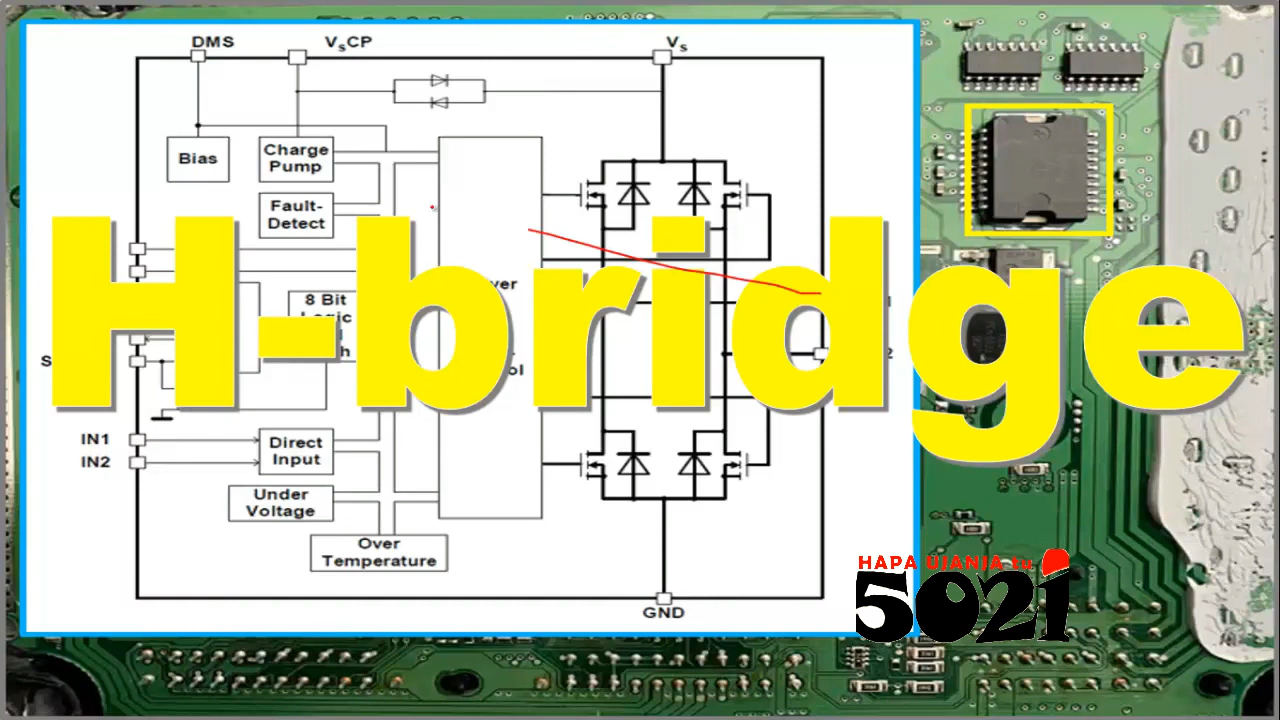 DMS VsCP Vs
Bias
Charge
Pump
Fault-
Detect
H-bridge
8 Bit
IN1
IN2
Direct
Input
Under
Voltage
Over
Temperature
GND
HAPA UJANJA tu
5021